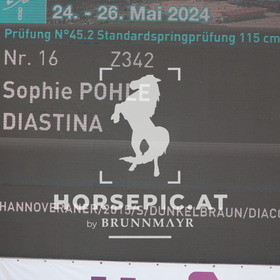 24. - 26. Mai 2024
Prüfung N°45.2 Standardspringprüfung 115 cm
Nr. 16 Z342
Sophie POHLE
DIASTINA
HORSEPIC.AT
by BRUNNMAYR
HANNOVERANER/2015/S/DUNKELBRAUN/DIACO